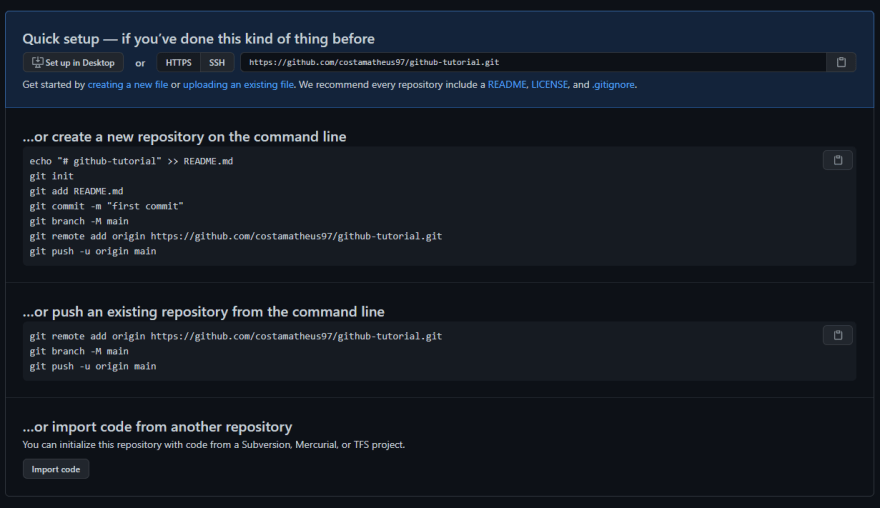 Quick setup — if you’ve done this kind of thing before
Set up in Desktop or HTTPS SSH https://github.com/costamatheus97/github-tutorial.git
Get started by creating a new file or uploading an existing file. We recommend every repository include a README, LICENSE, and .gitignore.
…or create a new repository on the command line
echo "# github-tutorial" >> README.md
git init
git add README.md
git commit -m "first commit"
git branch -M main
git remote add origin https://github.com/costamatheus97/github-tutorial.git
git push -u origin main
…or push an existing repository from the command line
git remote add origin https://github.com/costamatheus97/github-tutorial.git
git branch -M main
git push -u origin main
…or import code from another repository
You can initialize this repository with code from a Subversion, Mercurial, or TFS project.
Import code